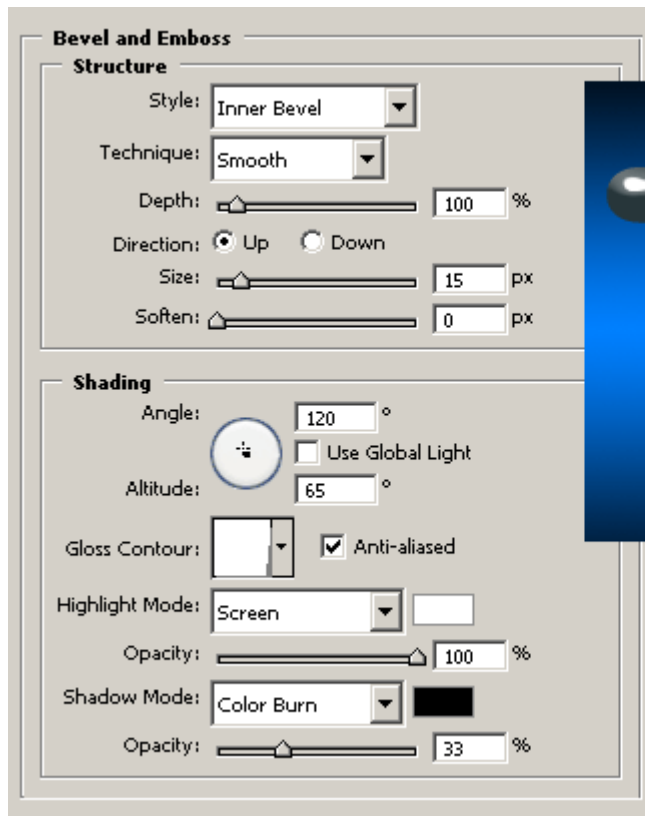 Bevel and Emboss
Structure
Style: Inner Bevel
Technique: Smooth
Depth: 100 %
Direction: Up Down
Size: 15 px
Soften: 0 px
Shading
Angle: 120 °
Use Global Light
Altitude: 65 °
Gloss Contour: Anti-aliased
Highlight Mode: Screen
Opacity: 100 %
Shadow Mode: Color Burn
Opacity: 33 %